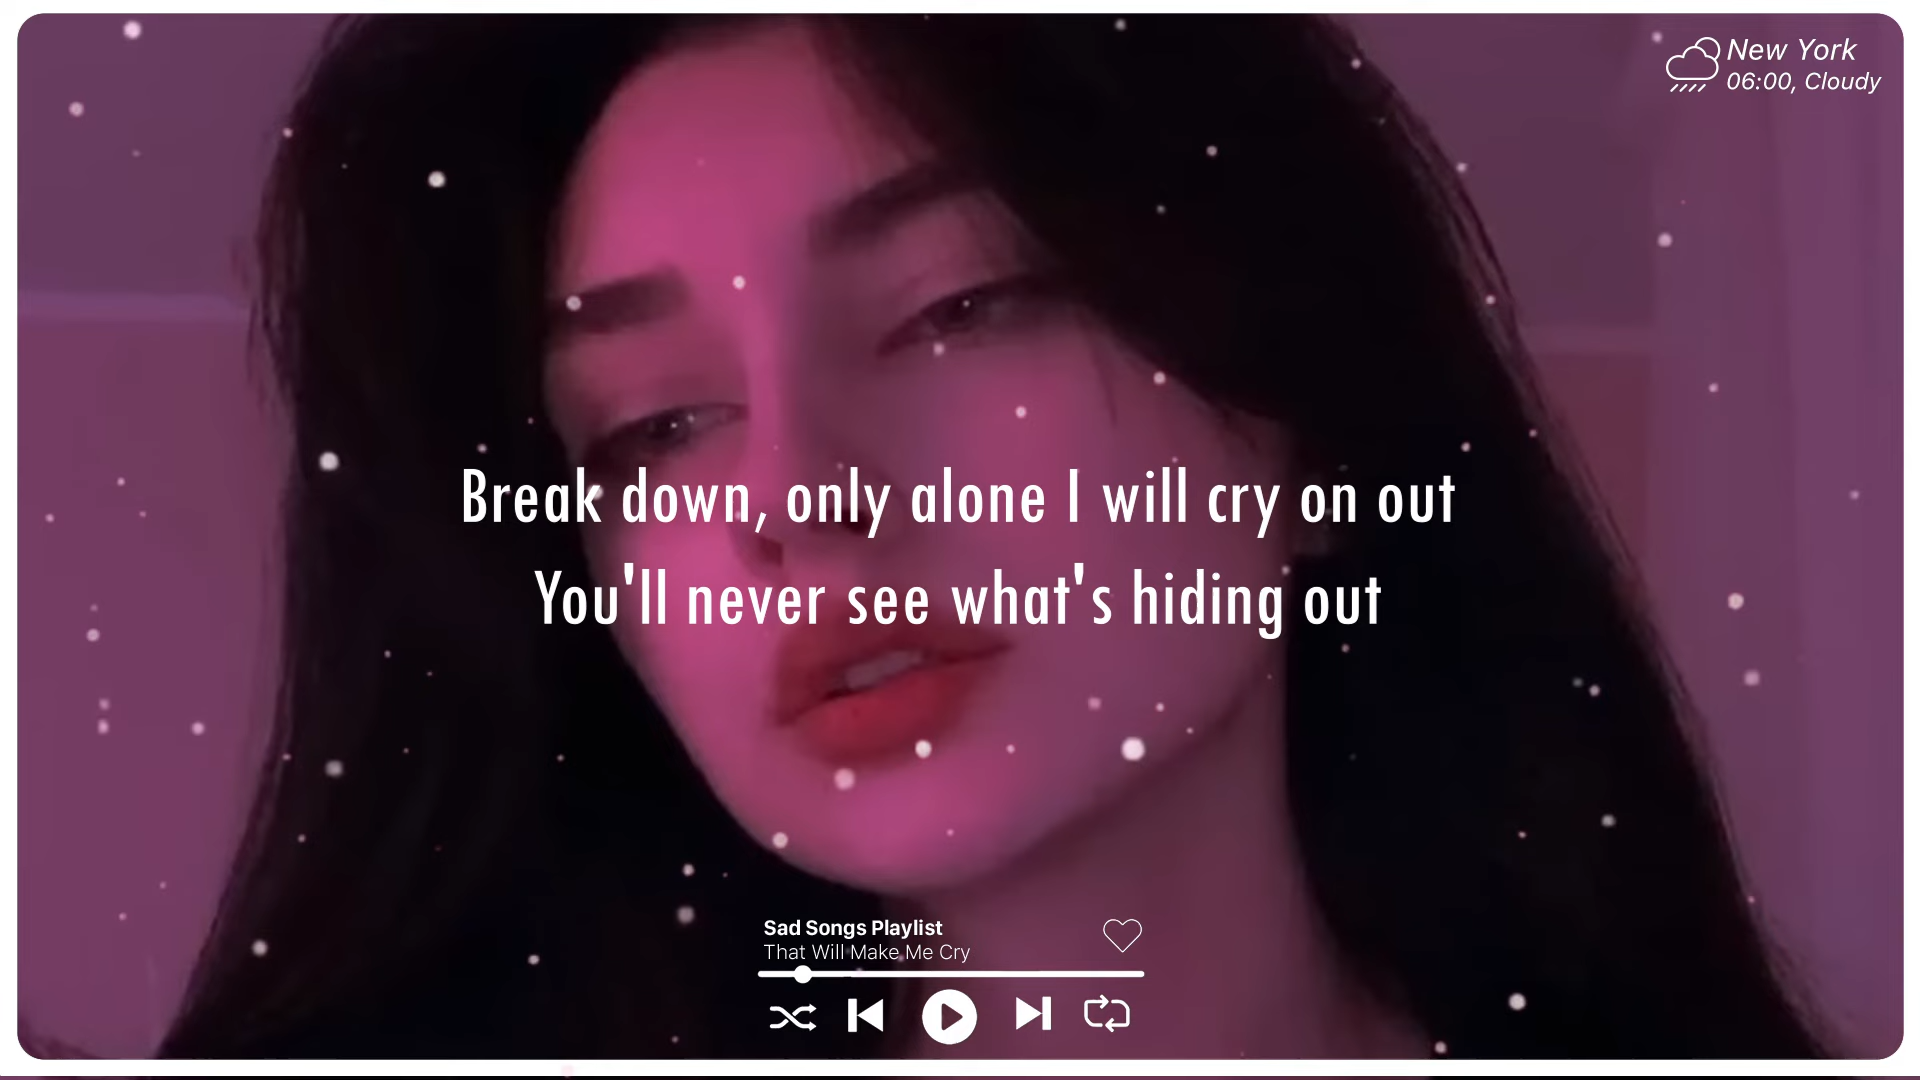 New York
06:00, Cloudy
Break down, only alone I will cry on out
You'll never see what's hiding out
Sad Songs Playlist
That Will Make Me Cry